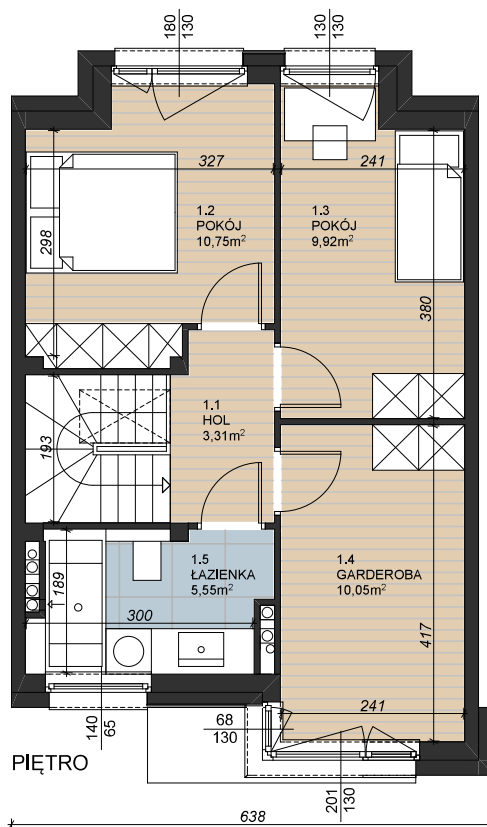 180
130
130
130
327
241
1.2
POKÓJ
10,75m²
1.3
POKÓJ
9,92m²
298
380
1.1
HOL
3,31m²
193
1.5
ŁAZIENKA
5,55m²
1.4
GARDEROBA
10,05m²
189
300
417
241
140
65
68
130
PIĘTRO
201
130
638